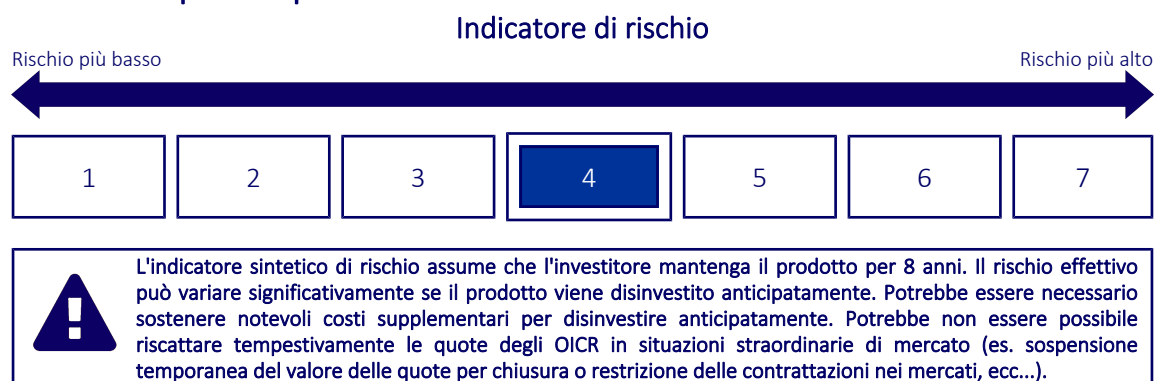 Indicatore di rischio
Rischio più basso Rischio più alto
1 2 3 4 5 6 7
L'indicatore sintetico di rischio assume che l'investitore mantenga il prodotto per 8 anni. Il rischio effettivo
può variare significativamente se il prodotto viene disinvestito anticipatamente. Potrebbe essere necessario
sostenere notevoli costi supplementari per disinvestire anticipatamente. Potrebbe non essere possibile
riscattare tempestivamente le quote degli OICR in situazioni straordinarie di mercato (es. sospensione
temporanea del valore delle quote per chiusura o restrizione delle contrattazioni nei mercati, ecc...).